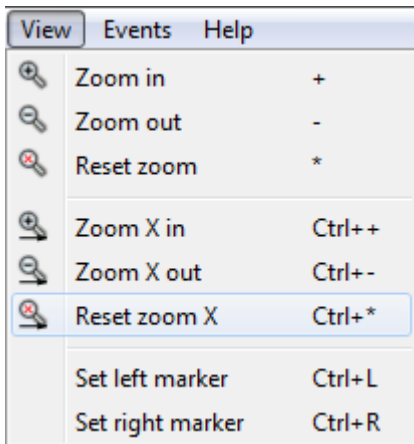 View Events Help
Zoom in +
Zoom out -
Reset zoom *
Zoom X in Ctrl++
Zoom X out Ctrl+-
Reset zoom X Ctrl+*
Set left marker Ctrl+L
Set right marker Ctrl+R